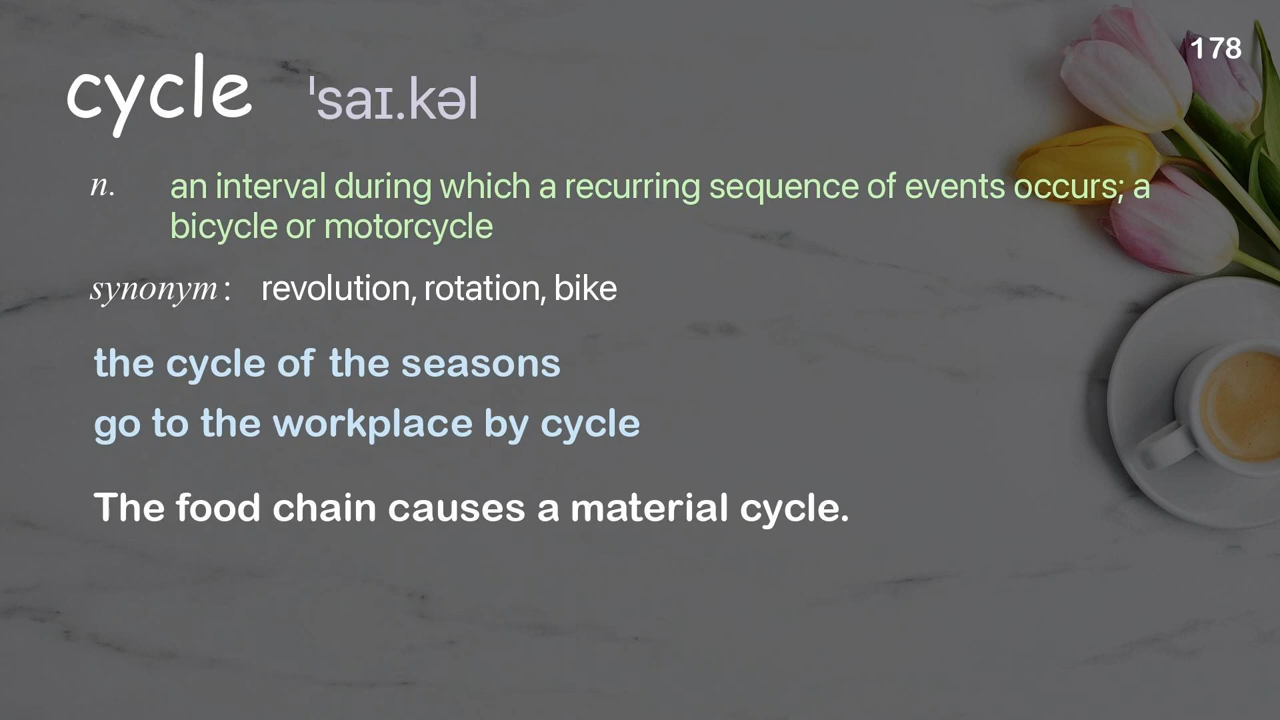 178
cycle ˈsaɪ.kəl
n. an interval during which a recurring sequence of events occurs; a
bicycle or motorcycle
synonym: revolution, rotation, bike
the cycle of the seasons
go to the workplace by cycle
The food chain causes a material cycle.